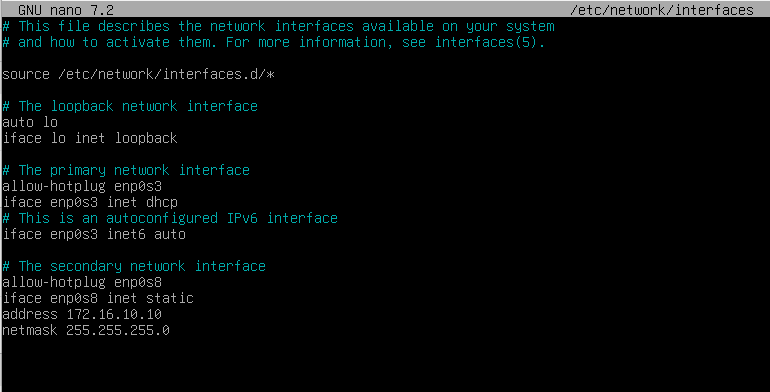 GNU nano 7.2 /etc/network/interfaces
# This file describes the network interfaces available on your system
# and how to activate them. For more information, see interfaces(5).
source /etc/network/interfaces.d/*
# The loopback network interface
auto lo
iface lo inet loopback
# The primary network interface
allow-hotplug enp0s3
iface enp0s3 inet dhcp
# This is an autoconfigured IPv6 interface
iface enp0s3 inet6 auto
# The secondary network interface
allow-hotplug enp0s8
iface enp0s8 inet static
address 172.16.10.10
netmask 255.255.255.0